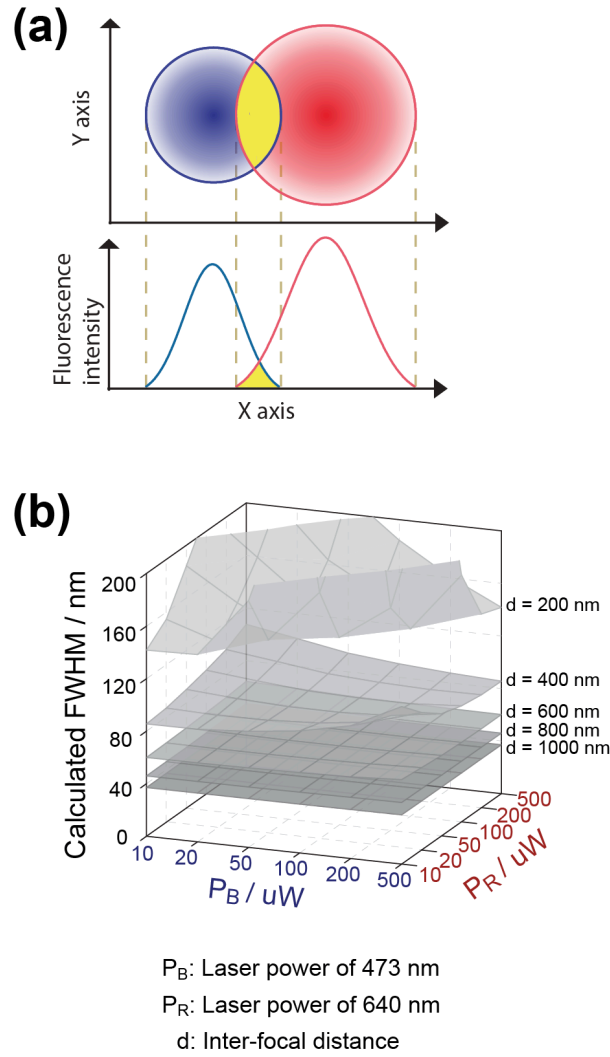 (a)
Y axis
Fluorescence
intensity
X axis
(b)
Calculated FWHM / nm
200
160
120
80
40
0
d = 200 nm
d = 400 nm
d = 600 nm
d = 800 nm
d = 1000 nm
10
20
50
100
200
500
P_B / uW
10
20
50
100
200
500
P_R / uW
P_B: Laser power of 473 nm
P_R: Laser power of 640 nm
d: Inter-focal distance